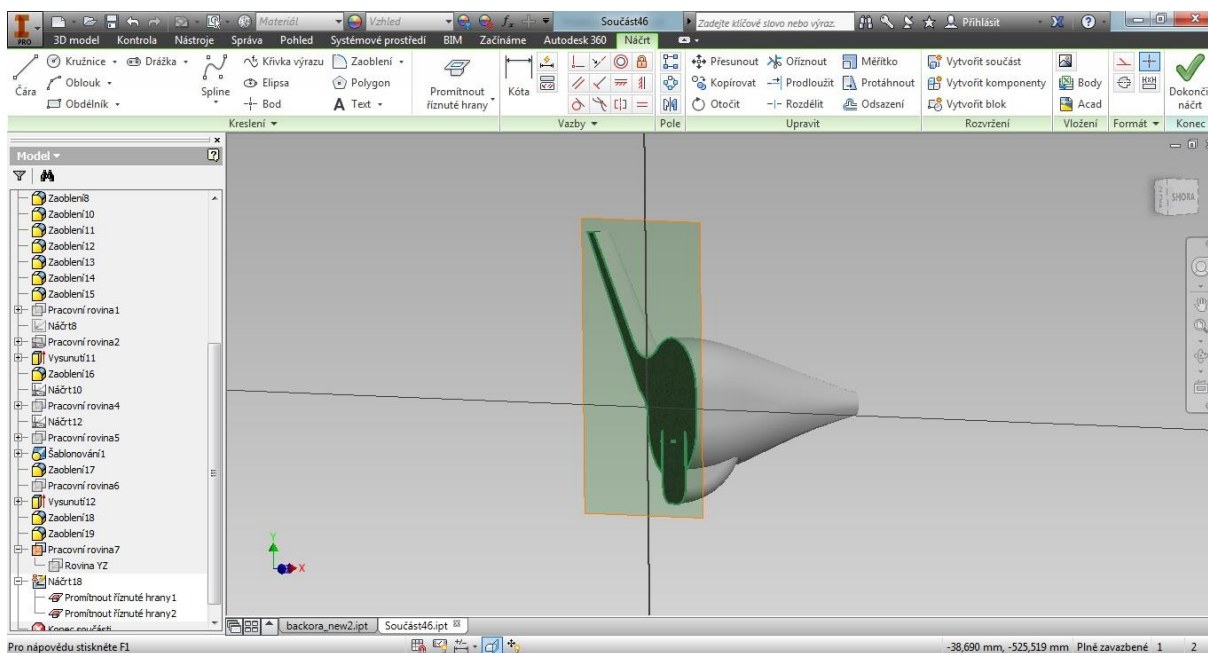 Materiál Vzhled Součást46 Zadejte klíčové slovo nebo výraz. Přihlásit
PRO 3D model Kontrola Nástroje Správa Pohled Systémové prostředí BIM Začínáme Autodesk 360 Náčrt
Kružnice Drážka Křivka výrazu Zaoblení Přesunout Oříznout Měřítko Vytvořit součást
Čára Oblouk Spline Elipsa Polygon Promítnout říznuté hrany Kóta Kopírovat Prodloužit Protáhnout Vytvořit komponenty Body Dokončit náčrt
Obdélník Bod A Text Otočit Rozdělit Odsazení Vytvořit blok Acad
Kreslení Vazby Pole Upravit Rozvržení Vložení Formát Konec
Model
Zaoblení8
Zaoblení10
Zaoblení11
Zaoblení12
Zaoblení13
Zaoblení14
Zaoblení15
Pracovní rovina1
Náčrt8
Pracovní rovina2
Vysunutí11
Zaoblení16
Náčrt10
Pracovní rovina4
Náčrt12
Pracovní rovina5
Šablonování1
Zaoblení17
Pracovní rovina6
Vysunutí12
Zaoblení18
Zaoblení19
Pracovní rovina7
Rovina YZ
Náčrt18
Promítnout říznuté hrany1
Promítnout říznuté hrany2
Konec součásti
SHORA
Y
X
backora_new2.ipt Součást46.ipt
Pro nápovědu stiskněte F1 -38,690 mm, -525,519 mm Plně zavazbené 1 2